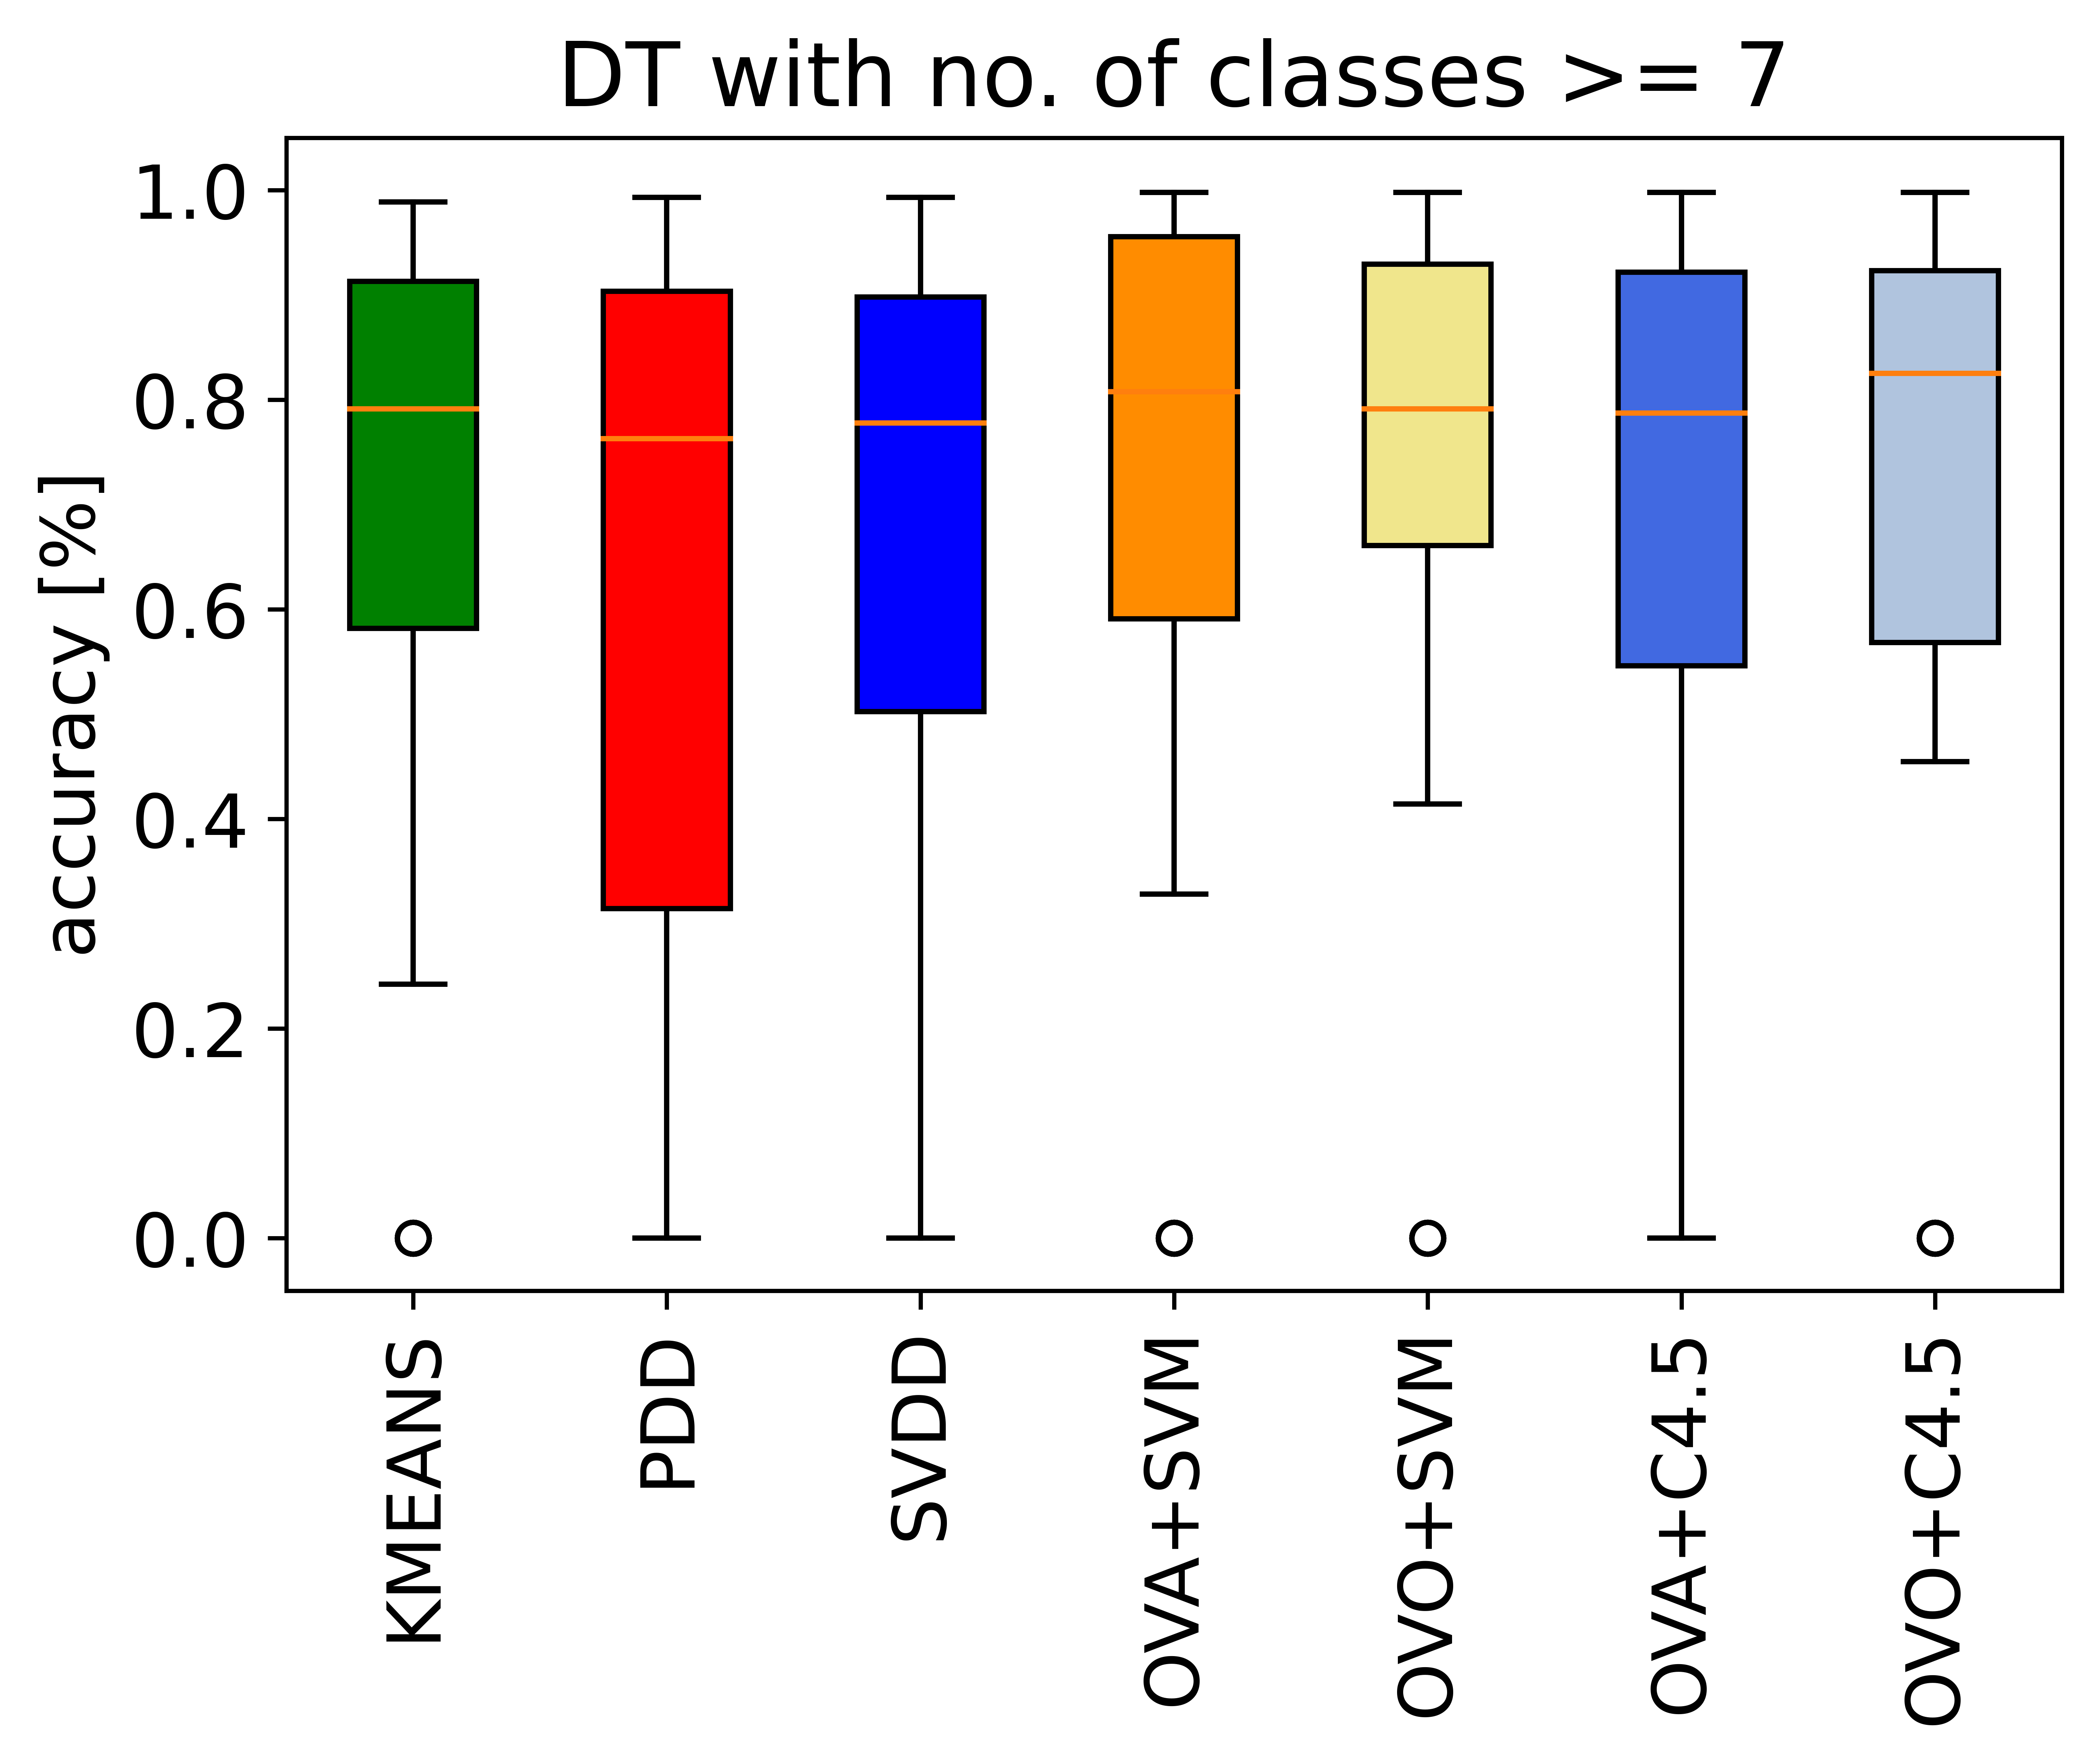 DT with no. of classes >= 7
accuracy [%]
1.0
0.8
0.6
0.4
0.2
0.0
KMEANS
PDD
SVDD
OVA+SVM
OVO+SVM
OVA+C4.5
OVO+C4.5